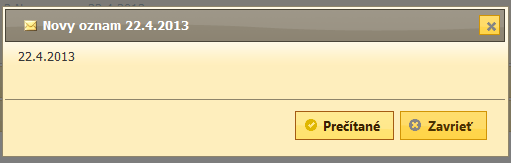 Novy oznam 22.4.2013
22.4.2013
Prečítané
Zavrieť